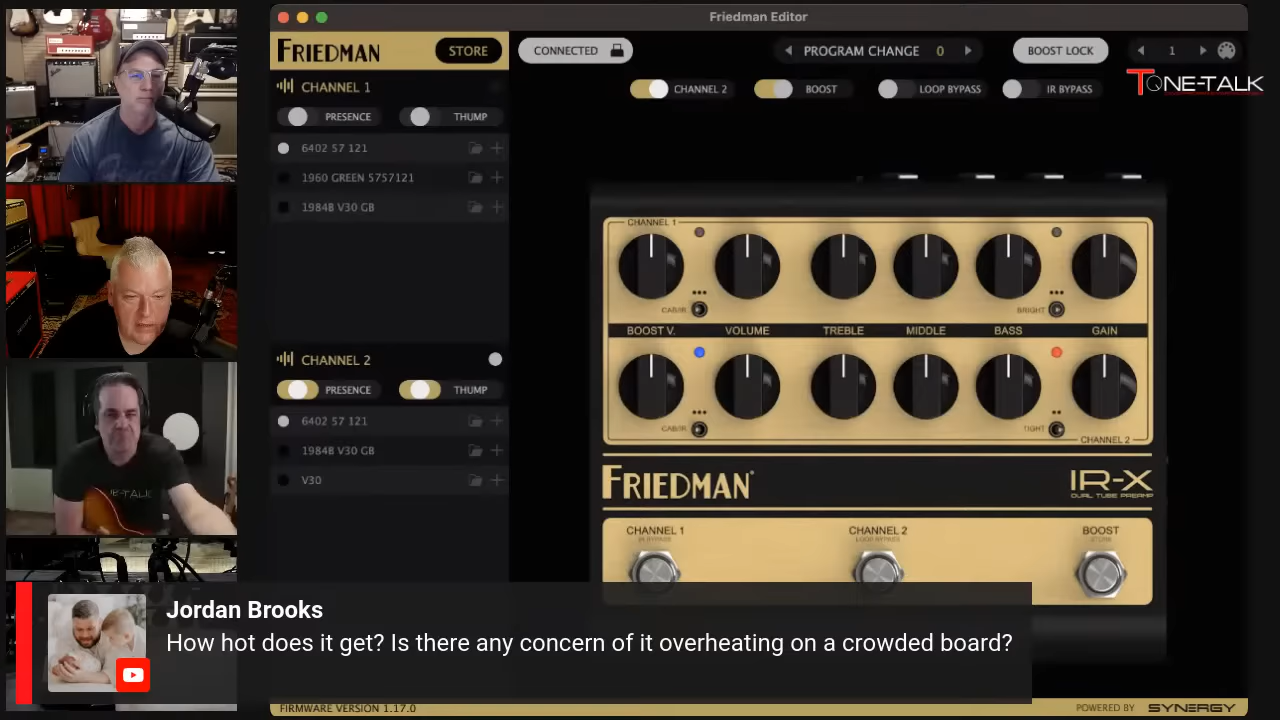 Friedman Editor
FRIEDMAN
STORE
CONNECTED
PROGRAM CHANGE 0
BOOST LOCK
1
CHANNEL 2
BOOST
LOOP BYPASS
IR BYPASS
TONE-TALK
CHANNEL 1
PRESENCE
THUMP
6402 57 121
1960 GREEN 5757121
1984B V30 GB
CHANNEL 2
PRESENCE
THUMP
6402 57 121
1984B V30 GB
V30
CHANNEL 1
CAB/IR
BRIGHT
BOOST V. VOLUME TREBLE MIDDLE BASS GAIN
CAB/IR
TIGHT
CHANNEL 2
FRIEDMAN
IR-X
DUAL TUBE PREAMP
CHANNEL 1
IR BYPASS
CHANNEL 2
LOOP BYPASS
BOOST
STORE
Jordan Brooks
How hot does it get? Is there any concern of it overheating on a crowded board?
FIRMWARE VERSION 1.17.0
POWERED BY SYNERGY